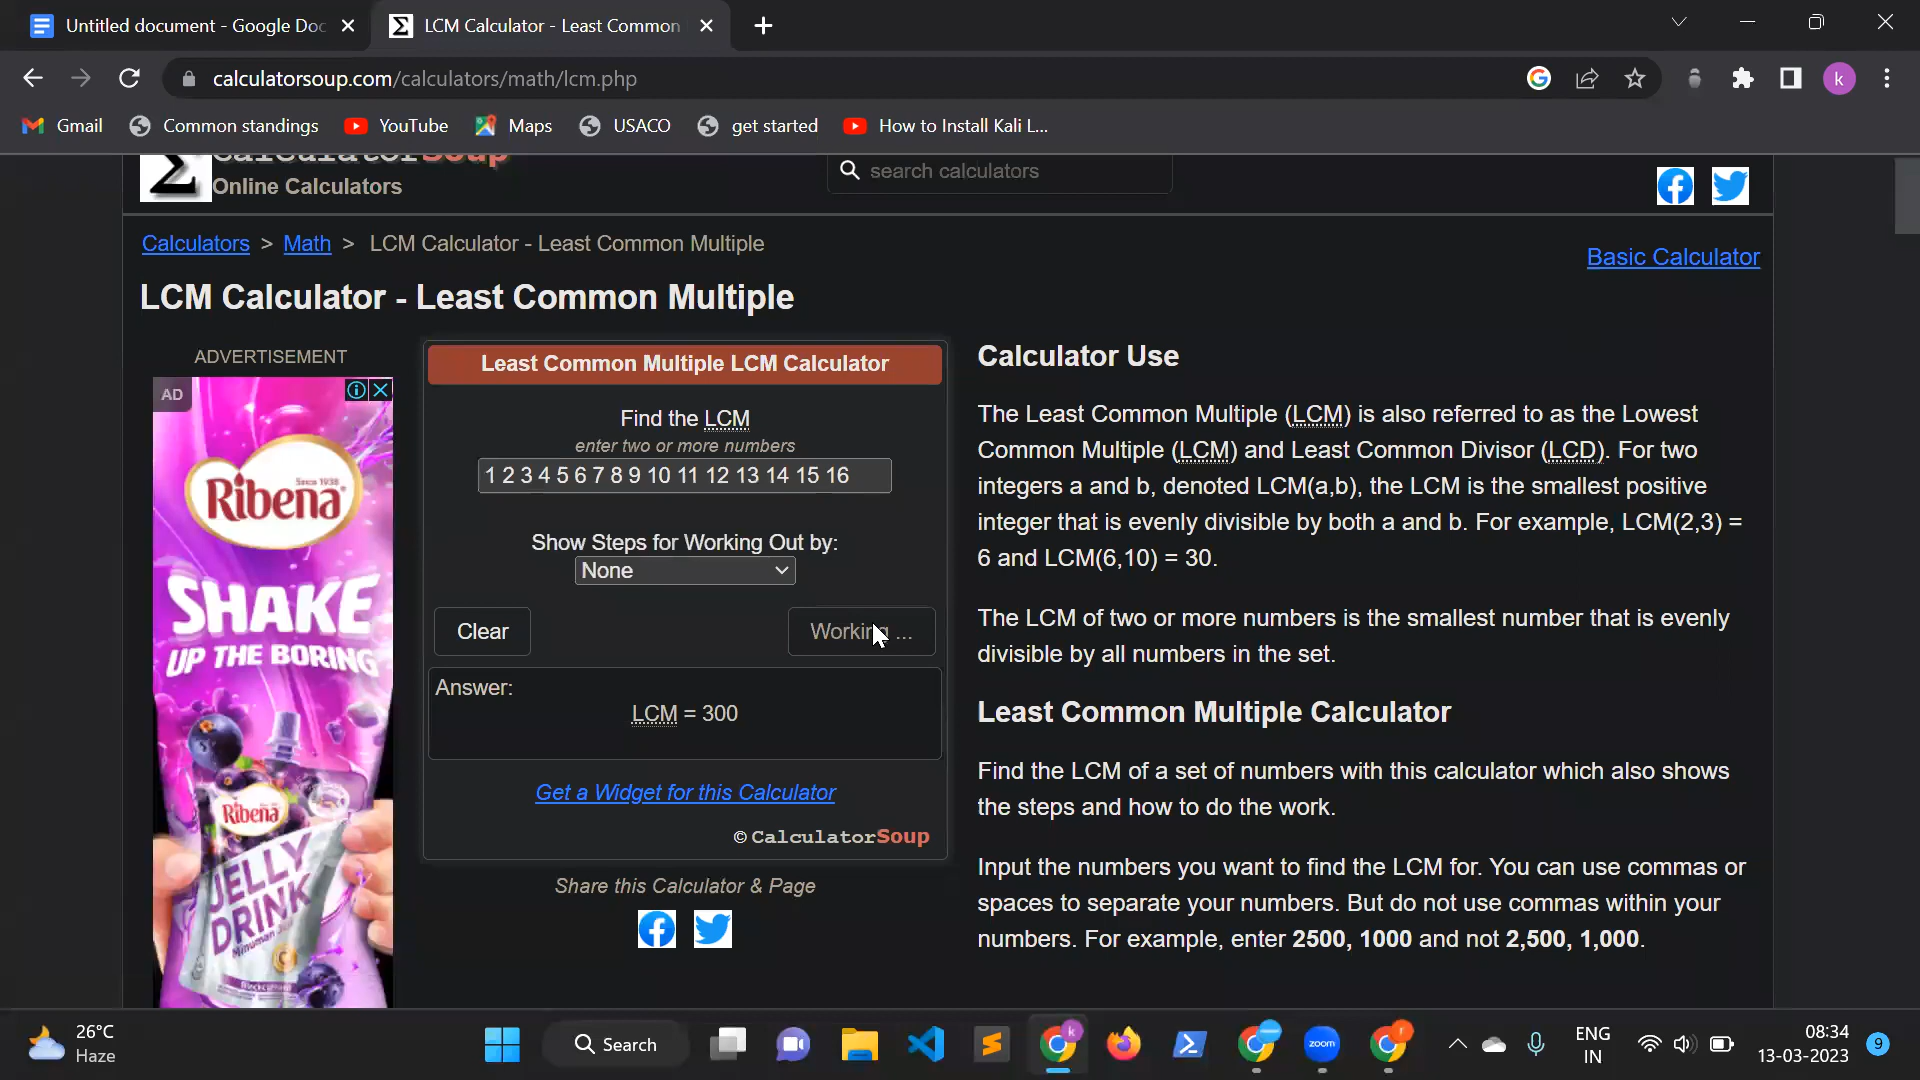 Untitled document - Google Doc
LCM Calculator - Least Common
calculatorsoup.com/calculators/math/lcm.php
k
Gmail
Common standings
YouTube
Maps
USACO
get started
How to Install Kali L...
CalculatorSoup
Online Calculators
search calculators
Calculators > Math > LCM Calculator - Least Common Multiple
Basic Calculator
LCM Calculator - Least Common Multiple
ADVERTISEMENT
AD
Since 1938
Ribena
SHAKE
UP THE BORING
Ribena
JELLY
DRINK
Least Common Multiple LCM Calculator
Find the LCM
enter two or more numbers
1 2 3 4 5 6 7 8 9 10 11 12 13 14 15 16
Show Steps for Working Out by:
None
Clear
Working ...
Answer:
LCM = 300
Get a Widget for this Calculator
© CalculatorSoup
Share this Calculator & Page
Calculator Use
The Least Common Multiple (LCM) is also referred to as the Lowest
Common Multiple (LCM) and Least Common Divisor (LCD). For two
integers a and b, denoted LCM(a,b), the LCM is the smallest positive
integer that is evenly divisible by both a and b. For example, LCM(2,3) =
6 and LCM(6,10) = 30.
The LCM of two or more numbers is the smallest number that is evenly
divisible by all numbers in the set.
Least Common Multiple Calculator
Find the LCM of a set of numbers with this calculator which also shows
the steps and how to do the work.
Input the numbers you want to find the LCM for. You can use commas or
spaces to separate your numbers. But do not use commas within your
numbers. For example, enter 2500, 1000 and not 2,500, 1,000.
26°C
Haze
Search
k
zoom
r
ENG
IN
08:34
13-03-2023
9